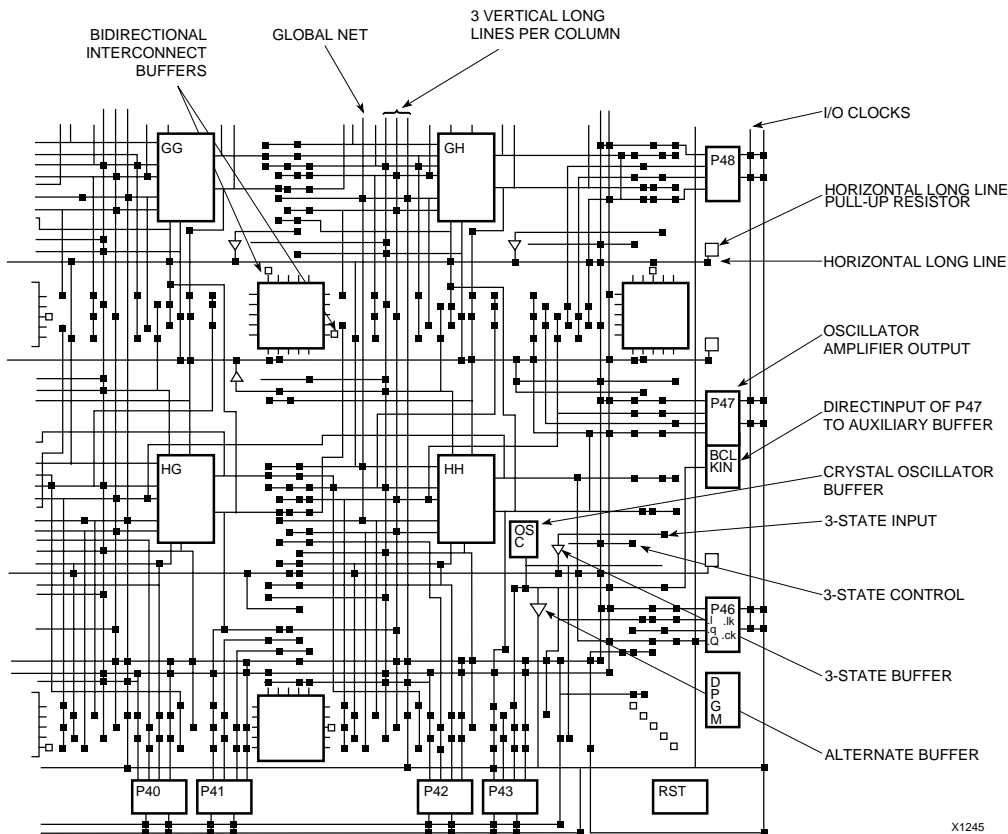 3 VERTICAL LONG
LINES PER COLUMN
BIDIRECTIONAL
INTERCONNECT
BUFFERS
GLOBAL NET
I/O CLOCKS
GG
GH
P48
HORIZONTAL LONG LINE
PULL-UP RESISTOR
HORIZONTAL LONG LINE
OSCILLATOR
AMPLIFIER OUTPUT
P47
DIRECTINPUT OF P47
TO AUXILIARY BUFFER
BCL
KIN
HG
HH
CRYSTAL OSCILLATOR
BUFFER
OS
C
3-STATE INPUT
3-STATE CONTROL
P46
.l
.lk
.q
.ck
.Q
3-STATE BUFFER
D
P
G
M
ALTERNATE BUFFER
P40
P41
P42
P43
RST
X1245